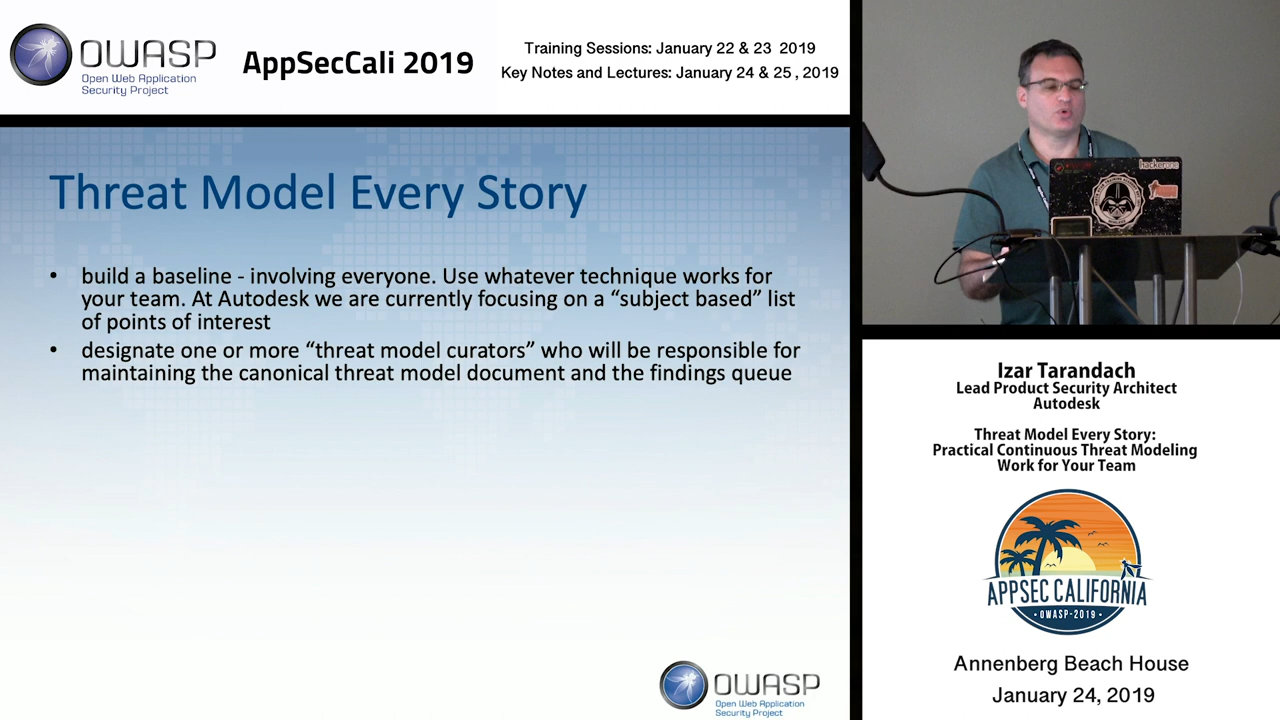 OWASP
Open Web Application
Security Project
AppSecCali 2019
Training Sessions: January 22 & 23 2019
Key Notes and Lectures: January 24 & 25 , 2019
Threat Model Every Story
• build a baseline - involving everyone. Use whatever technique works for
your team. At Autodesk we are currently focusing on a “subject based” list
of points of interest
• designate one or more “threat model curators” who will be responsible for
maintaining the canonical threat model document and the findings queue
OWASP
Open Web Application
Security Project
hackerone
Izar Tarandach
Lead Product Security Architect
Autodesk
Threat Model Every Story:
Practical Continuous Threat Modeling
Work for Your Team
APPSEC CALIFORNIA
· OWASP-2019 ·
Annenberg Beach House
January 24, 2019